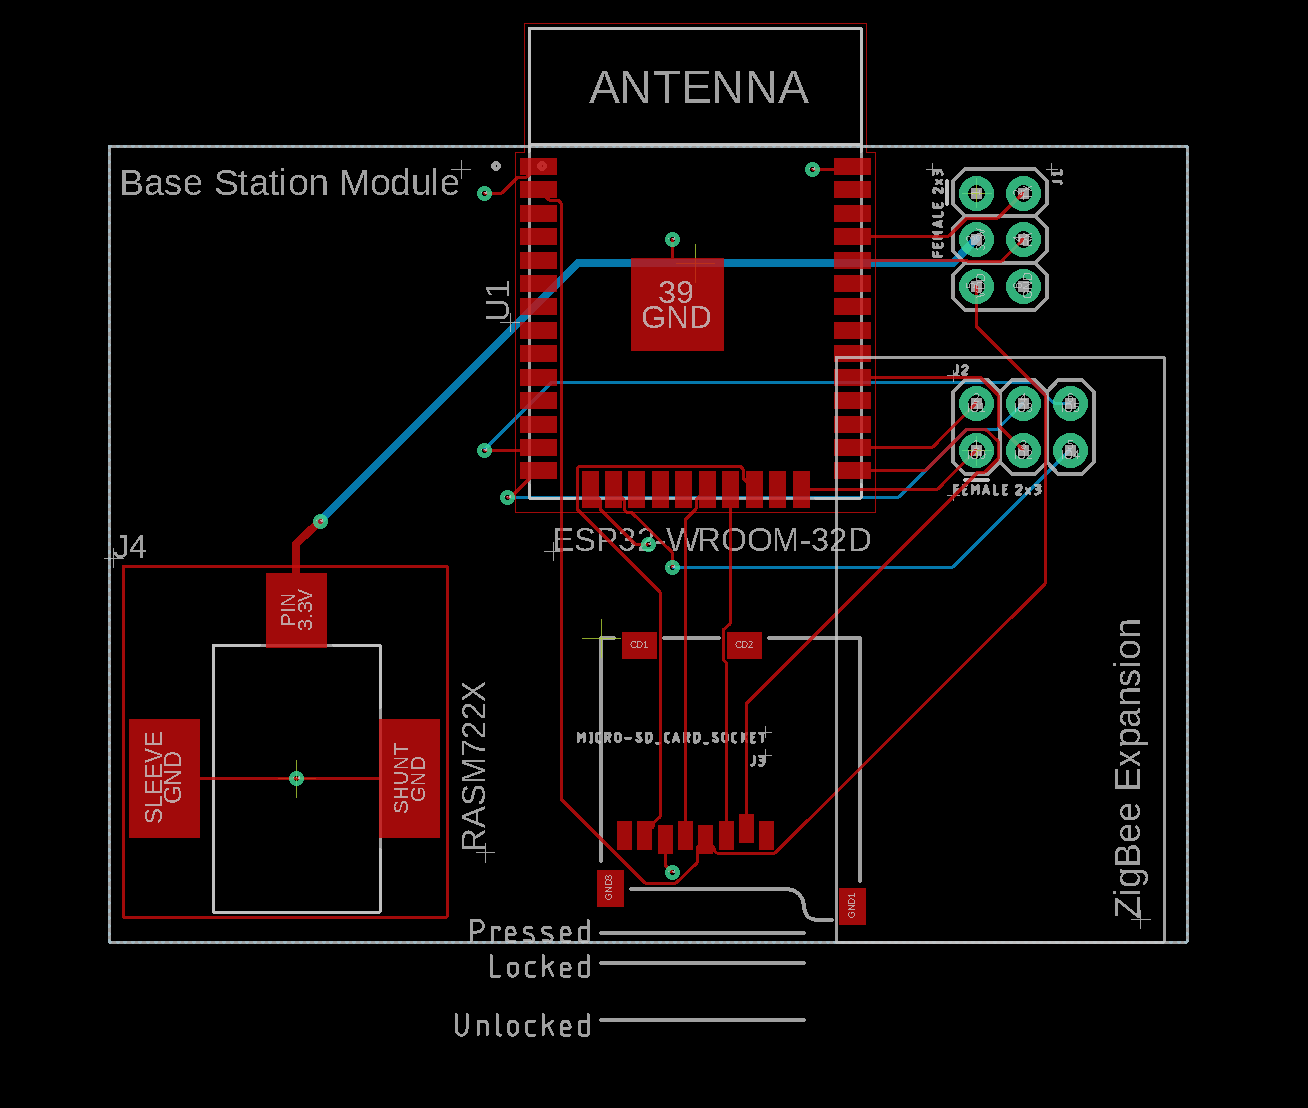 ANTENNA
Base Station Module
J1
FEMALE 2x3
39
GND
U1
J2
FEMALE 2x3
ESP32-WROOM-32D
J4
PIN
3.3V
CD1
CD2
SLEEVE
GND
SHUNT
GND
RASM722X
MICRO-SD_CARD_SOCKET
J3
ZigBee Expansion
GND3
GND1
Pressed
Locked
Unlocked